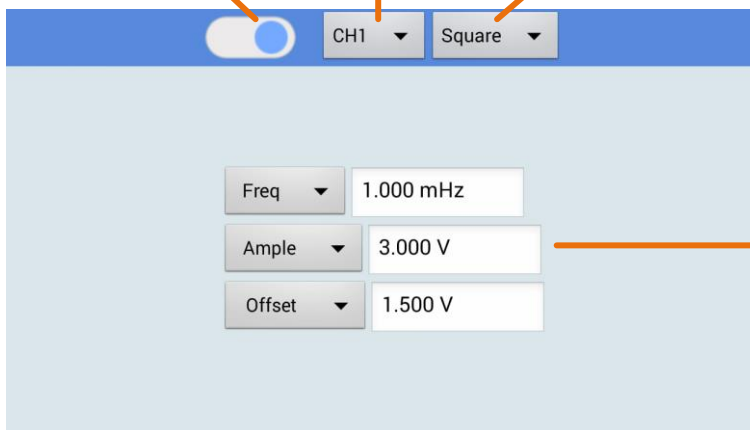 CH1 Square
Freq 1.000 mHz
Ample 3.000 V
Offset 1.500 V